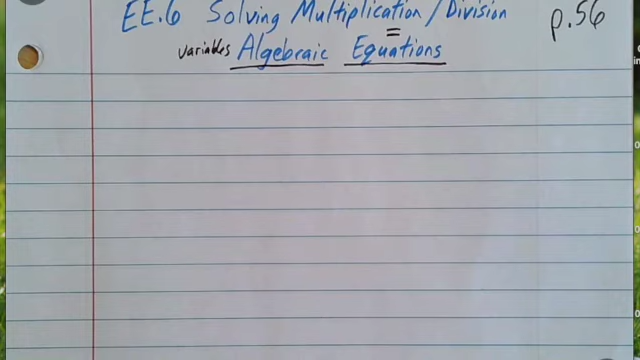 EE.6 Solving Multiplication/Division p.56
=
variables Algebraic Equations